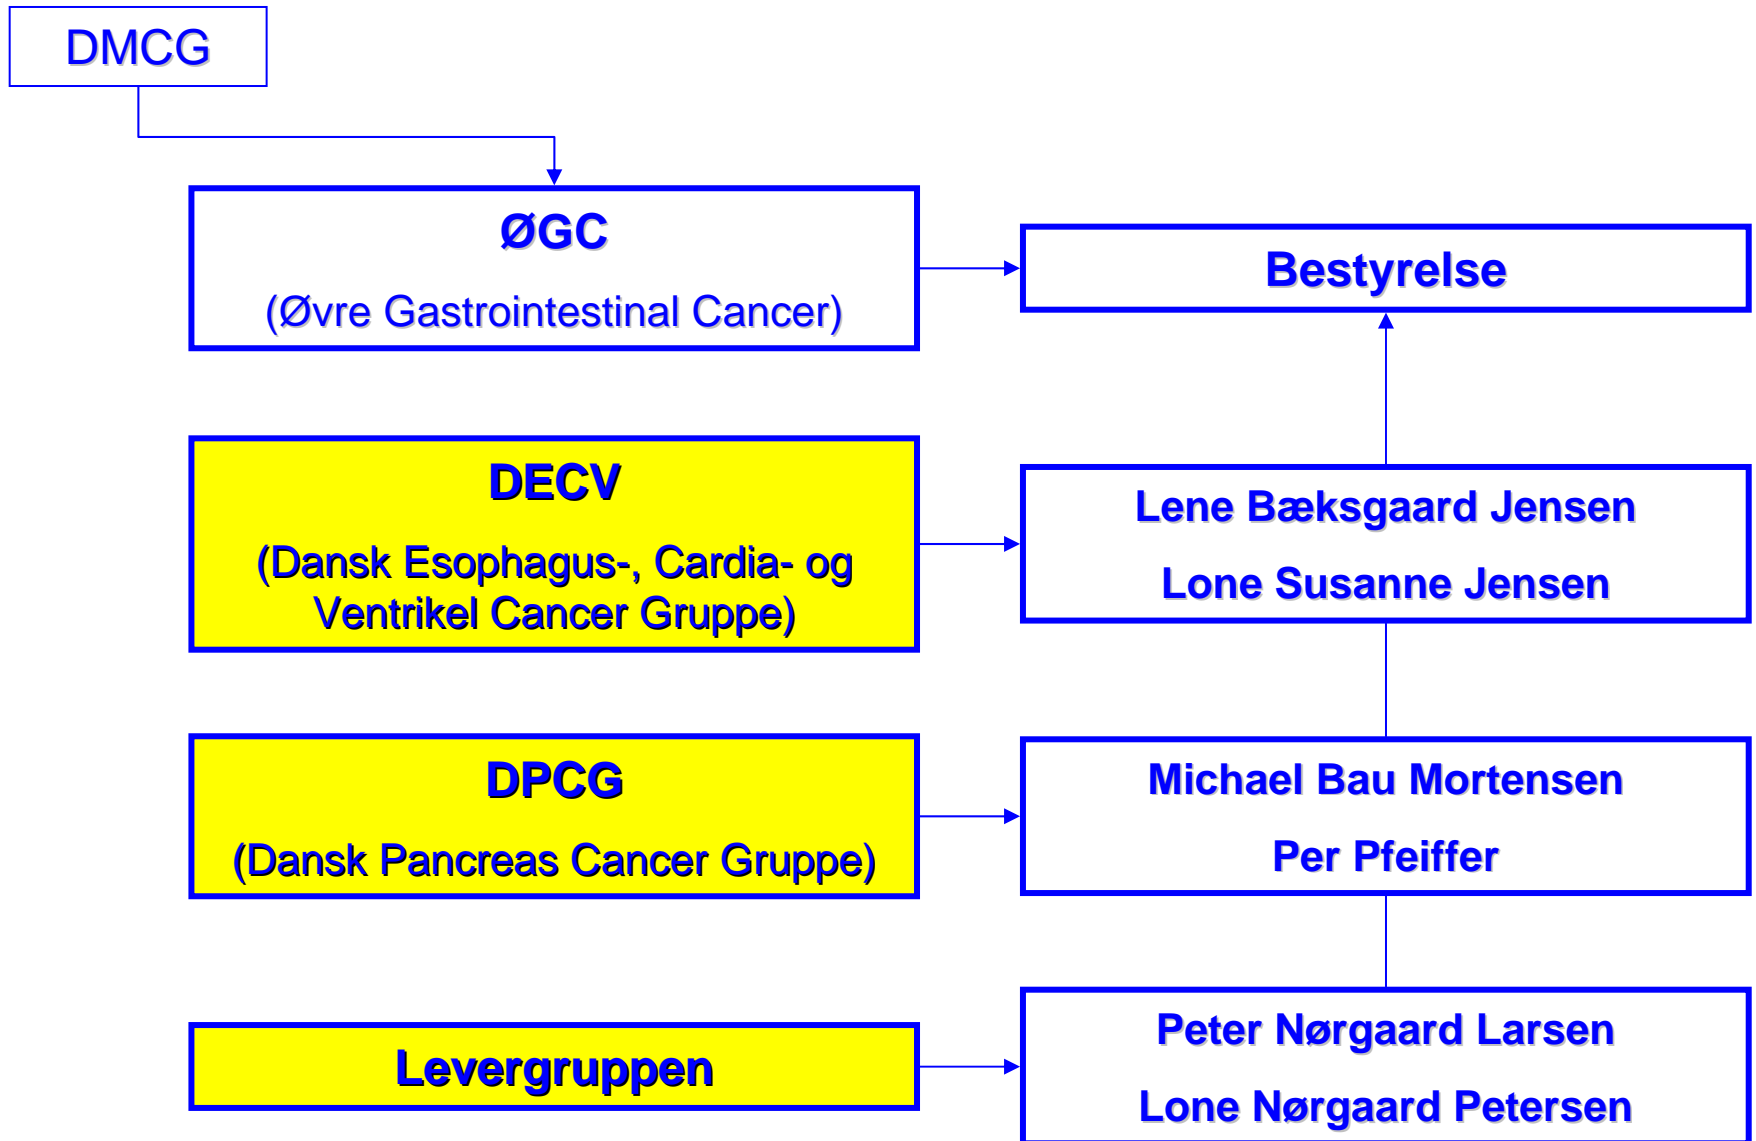 DMCG
ØGC
(Øvre Gastrointestinal Cancer)
Bestyrelse
DECV
(Dansk Esophagus-, Cardia- og
Ventrikel Cancer Gruppe)
Lene Bæksgaard Jensen
Lone Susanne Jensen
DPCG
(Dansk Pancreas Cancer Gruppe)
Michael Bau Mortensen
Per Pfeiffer
Levergruppen
Peter Nørgaard Larsen
Lone Nørgaard Petersen